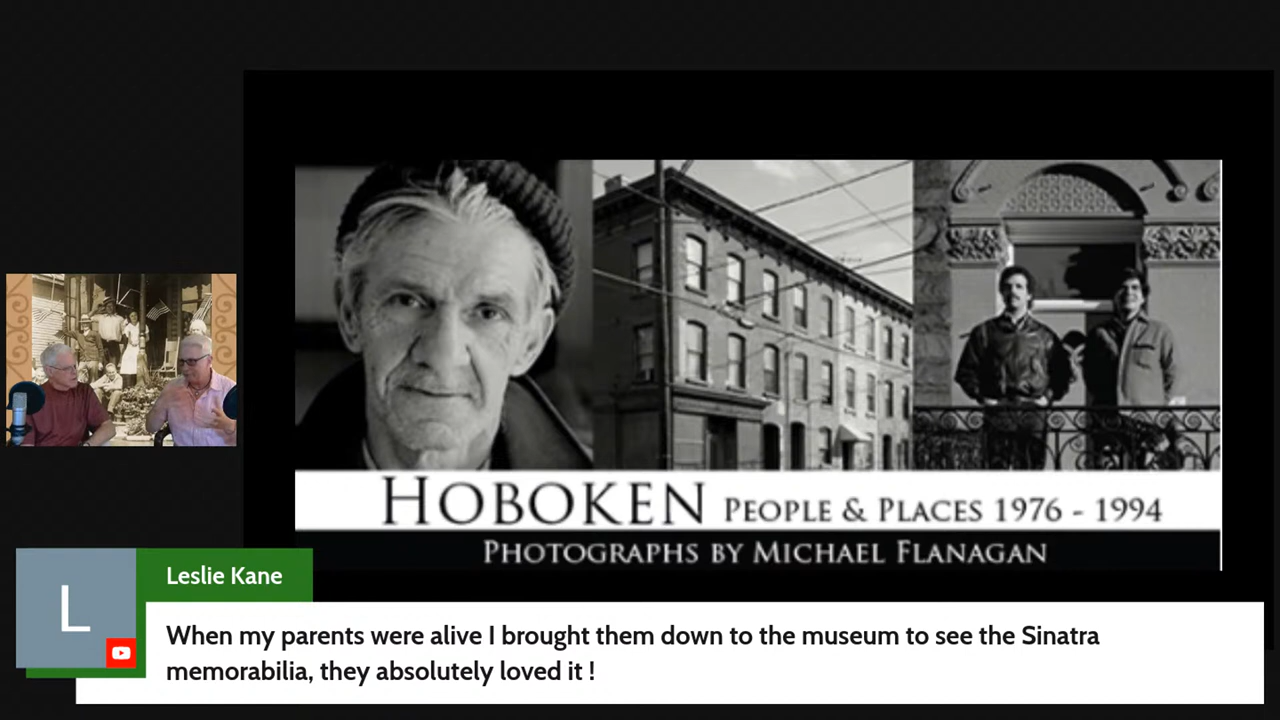 HOBOKEN PEOPLE & PLACES 1976 - 1994
PHOTOGRAPHS BY MICHAEL FLANAGAN
L
Leslie Kane
When my parents were alive I brought them down to the museum to see the Sinatra
memorabilia, they absolutely loved it !